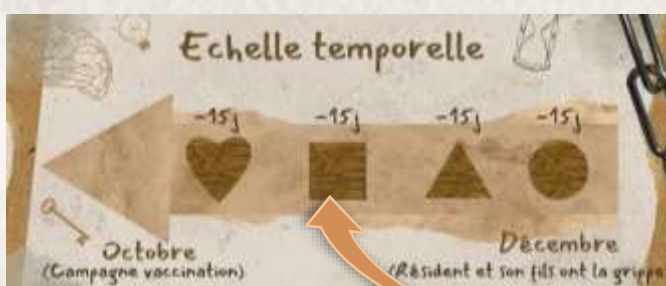 Echelle temporelle
-15j -15j -15j -15j
Octobre
(Campagne vaccination)
Décembre
(Résident et son fils ont la grippe